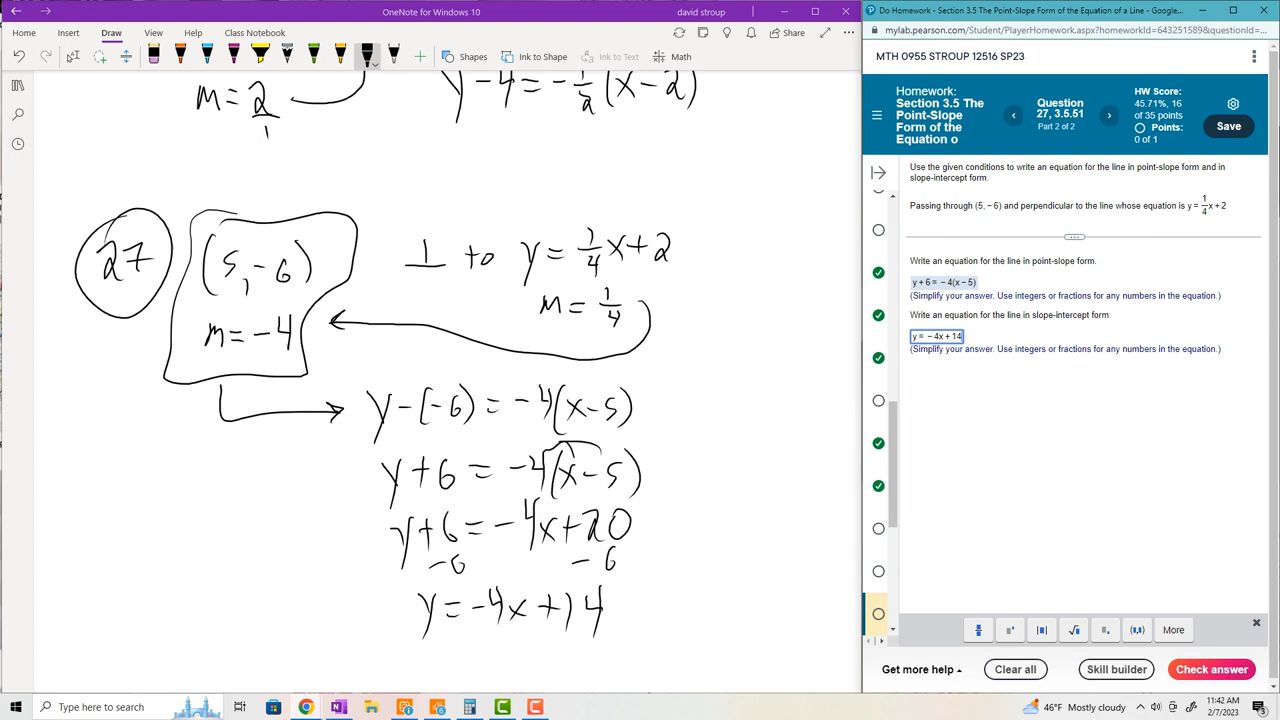 OneNote for Windows 10
david stroup
Home Insert Draw View Help Class Notebook
Share
Shapes Ink to Shape Ink to Text Math
m = 2/1
y - 4 = -1/2 (x - 2)
27
(5, -6)
⊥ to y = 1/4 x + 2
m = 1/4
m = -4
y - (-6) = -4(x - 5)
y + 6 = -4(x - 5)
y + 6 = -4x + 20
-6 -6
y = -4x + 14
Do Homework - Section 3.5 The Point-Slope Form of the Equation of a Line - Google...
mylab.pearson.com/Student/PlayerHomework.aspx?homeworkId=643251589&questionId=...
MTH 0955 STROUP 12516 SP23
Homework:
Section 3.5 The
Point-Slope
Form of the
Equation o
Question
27, 3.5.51
Part 2 of 2
HW Score:
45.71%, 16
of 35 points
Points:
0 of 1
Save
Use the given conditions to write an equation for the line in point-slope form and in
slope-intercept form.
Passing through (5, − 6) and perpendicular to the line whose equation is y = 1/4 x + 2
Write an equation for the line in point-slope form.
y + 6 = − 4(x − 5)
(Simplify your answer. Use integers or fractions for any numbers in the equation.)
Write an equation for the line in slope-intercept form.
y = − 4x + 14
(Simplify your answer. Use integers or fractions for any numbers in the equation.)
More
Get more help
Clear all
Skill builder
Check answer
Type here to search
46°F Mostly cloudy
11:42 AM
2/7/2023
3